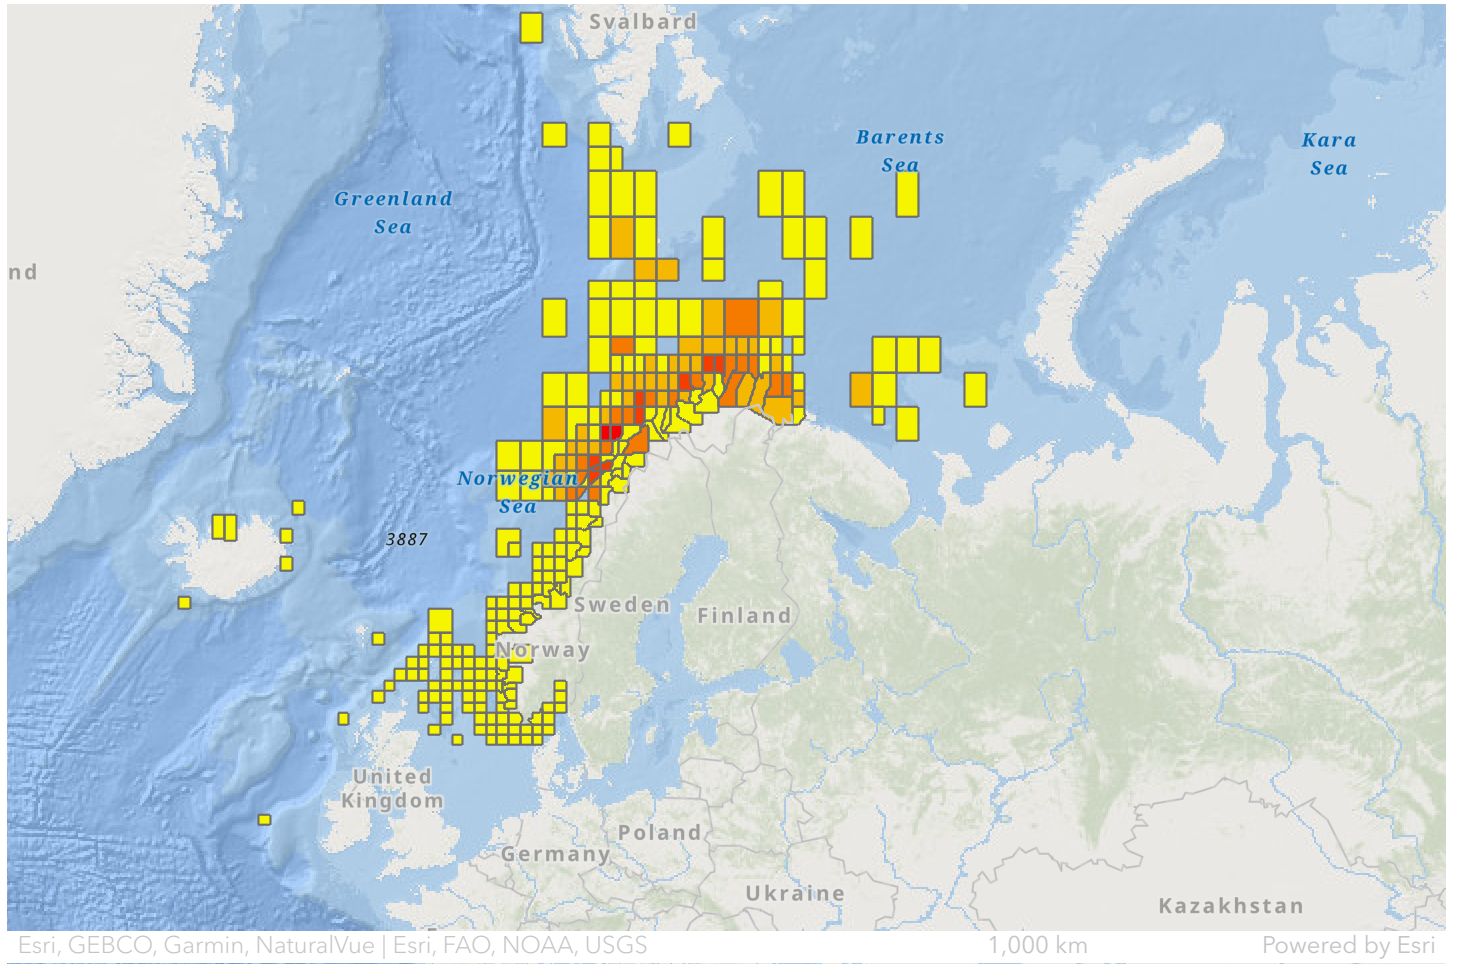 Svalbard
Barents
Sea
Kara
Sea
Greenland
Sea
nd
Norwegian
Sea
3887
Sweden
Finland
Norway
United
Kingdom
Poland
Germany
Ukraine
Kazakhstan
Esri, GEBCO, Garmin, NaturalVue | Esri, FAO, NOAA, USGS
1,000 km
Powered by Esri